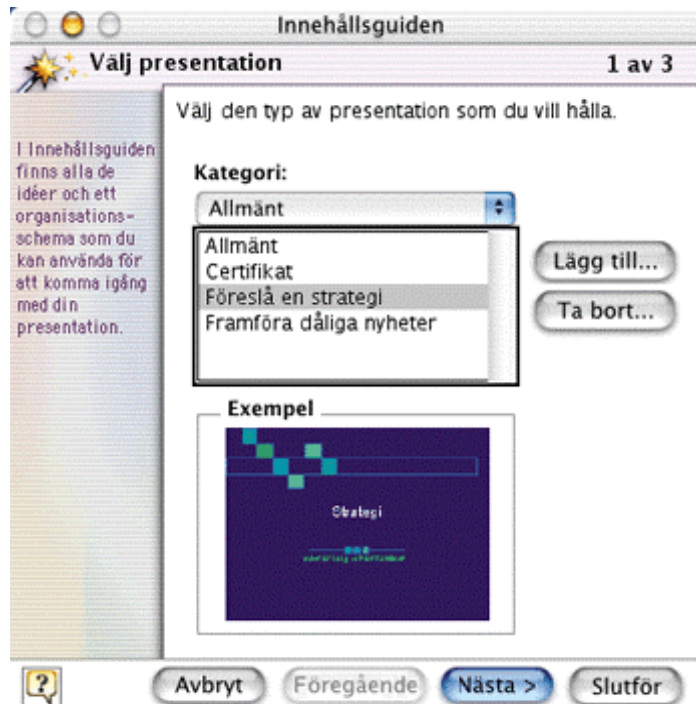 Innehållsguiden
Välj presentation
1 av 3
I Innehållsguiden
finns alla de
idéer och ett
organisations-
schema som du
kan använda för
att komma igång
med din
presentation.
Välj den typ av presentation som du vill hålla.
Kategori:
Allmänt
Allmänt
Certifikat
Föreslå en strategi
Framföra dåliga nyheter
Lägg till...
Ta bort...
Exempel
Strategi
?
Avbryt
Föregående
Nästa >
Slutför